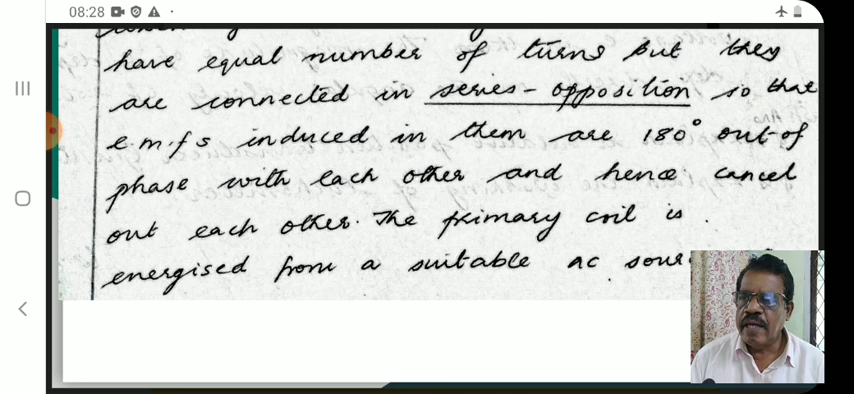 08:28
have equal number of turns but they
are connected in series-opposition so that
e.m.f s induced in them are 180° out of
phase with each other and hence cancel
out each other. The primary coil is.
energised from a suitable ac